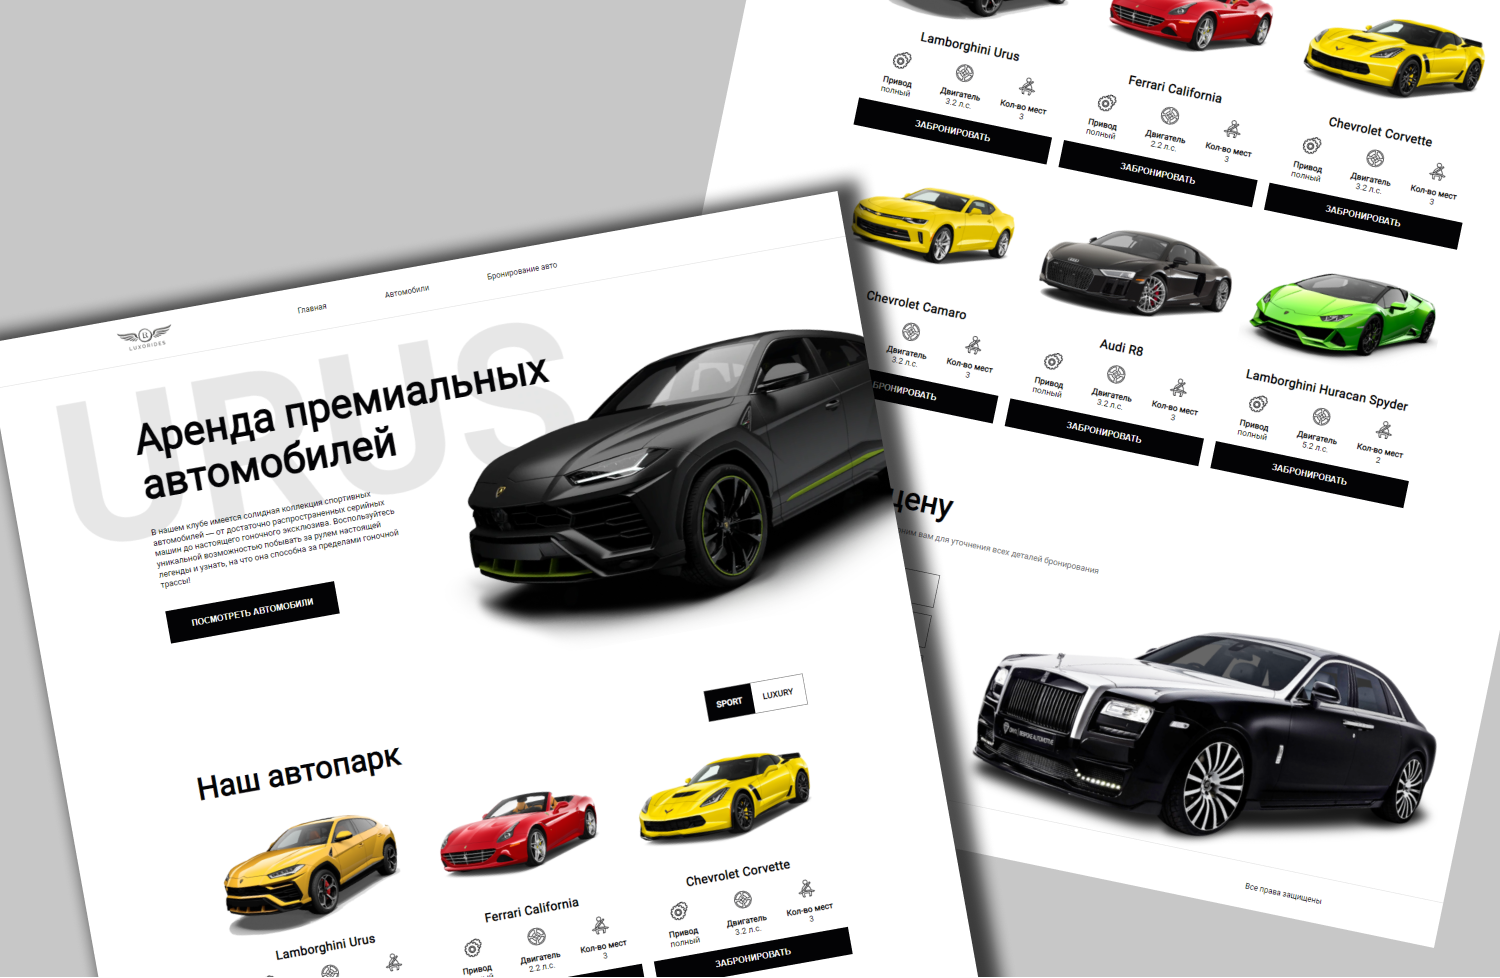 Главная
Автомобили
Бронирование авто
LUXORIDES
URUS
Аренда премиальных
автомобилей
В нашем клубе имеется солидная коллекция спортивных
автомобилей — от достаточно распространенных серийных
машин до настоящего гоночного эксклюзива. Воспользуйтесь
уникальной возможностью побывать за рулем настоящей
легенды и узнать, на что она способна за пределами гоночной
трассы!
ПОСМОТРЕТЬ АВТОМОБИЛИ
SPORT LUXURY
Наш автопарк
Lamborghini Urus
Ferrari California
Привод
Двигатель
2.2 л.с.
Кол-во мест
3
Chevrolet Corvette
Привод
полный
Двигатель
3.2 л.с.
Кол-во мест
3
ЗАБРОНИРОВАТЬ
Lamborghini Urus
Привод
полный
Двигатель
3,2 л.с.
Кол-во мест
3
ЗАБРОНИРОВАТЬ
Ferrari California
Привод
полный
Двигатель
2.2 л.с.
Кол-во мест
3
ЗАБРОНИРОВАТЬ
Chevrolet Corvette
Привод
полный
Двигатель
3.2 л.с.
Кол-во мест
3
ЗАБРОНИРОВАТЬ
Chevrolet Camaro
Двигатель
3.2 л.с.
Кол-во мест
3
БРОНИРОВАТЬ
Audi R8
Привод
полный
Двигатель
3.2 л.с.
Кол-во мест
3
ЗАБРОНИРОВАТЬ
Lamborghini Huracan Spyder
Привод
полный
Двигатель
5.2 л.с.
Кол-во мест
2
ЗАБРОНИРОВАТЬ
цену
вам для уточнения всех деталей бронирования
Все права защищены